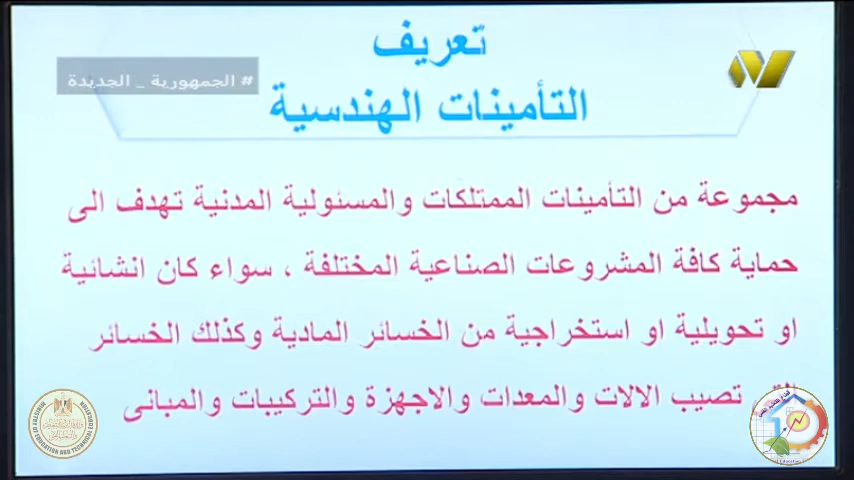 تعريف
# الجمهورية _ الجديدة
التأمينات الهندسية
مجموعة من التأمينات الممتلكات والمسئولية المدنية تهدف الى
حماية كافة المشروعات الصناعية المختلفة ، سواء كان انشائية
او تحويلية او استخراجية من الخسائر المادية وكذلك الخسائر
تصيب الالات والمعدات والاجهزة والتركيبات والمبانى